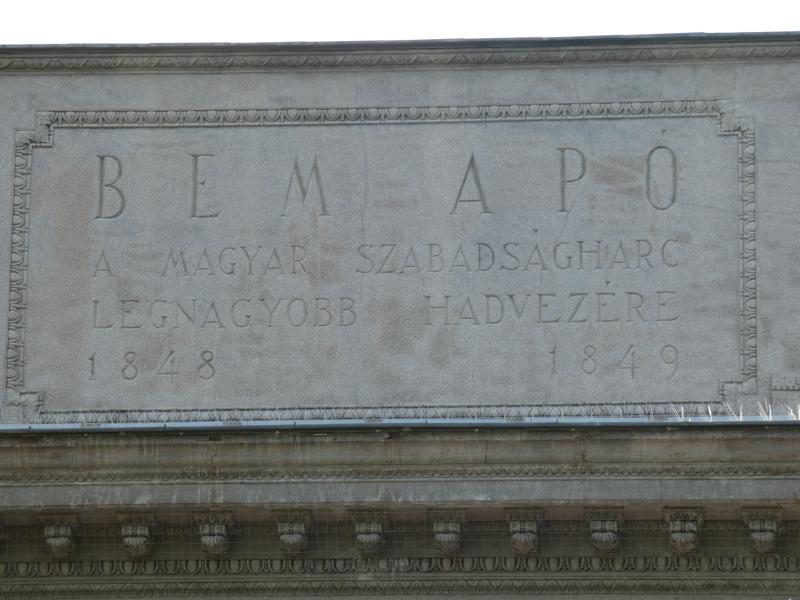 BEM APÓ
A MAGYAR SZABADSÁGHARC
LEGNAGYOBB HADVEZÉRE
1848 1849